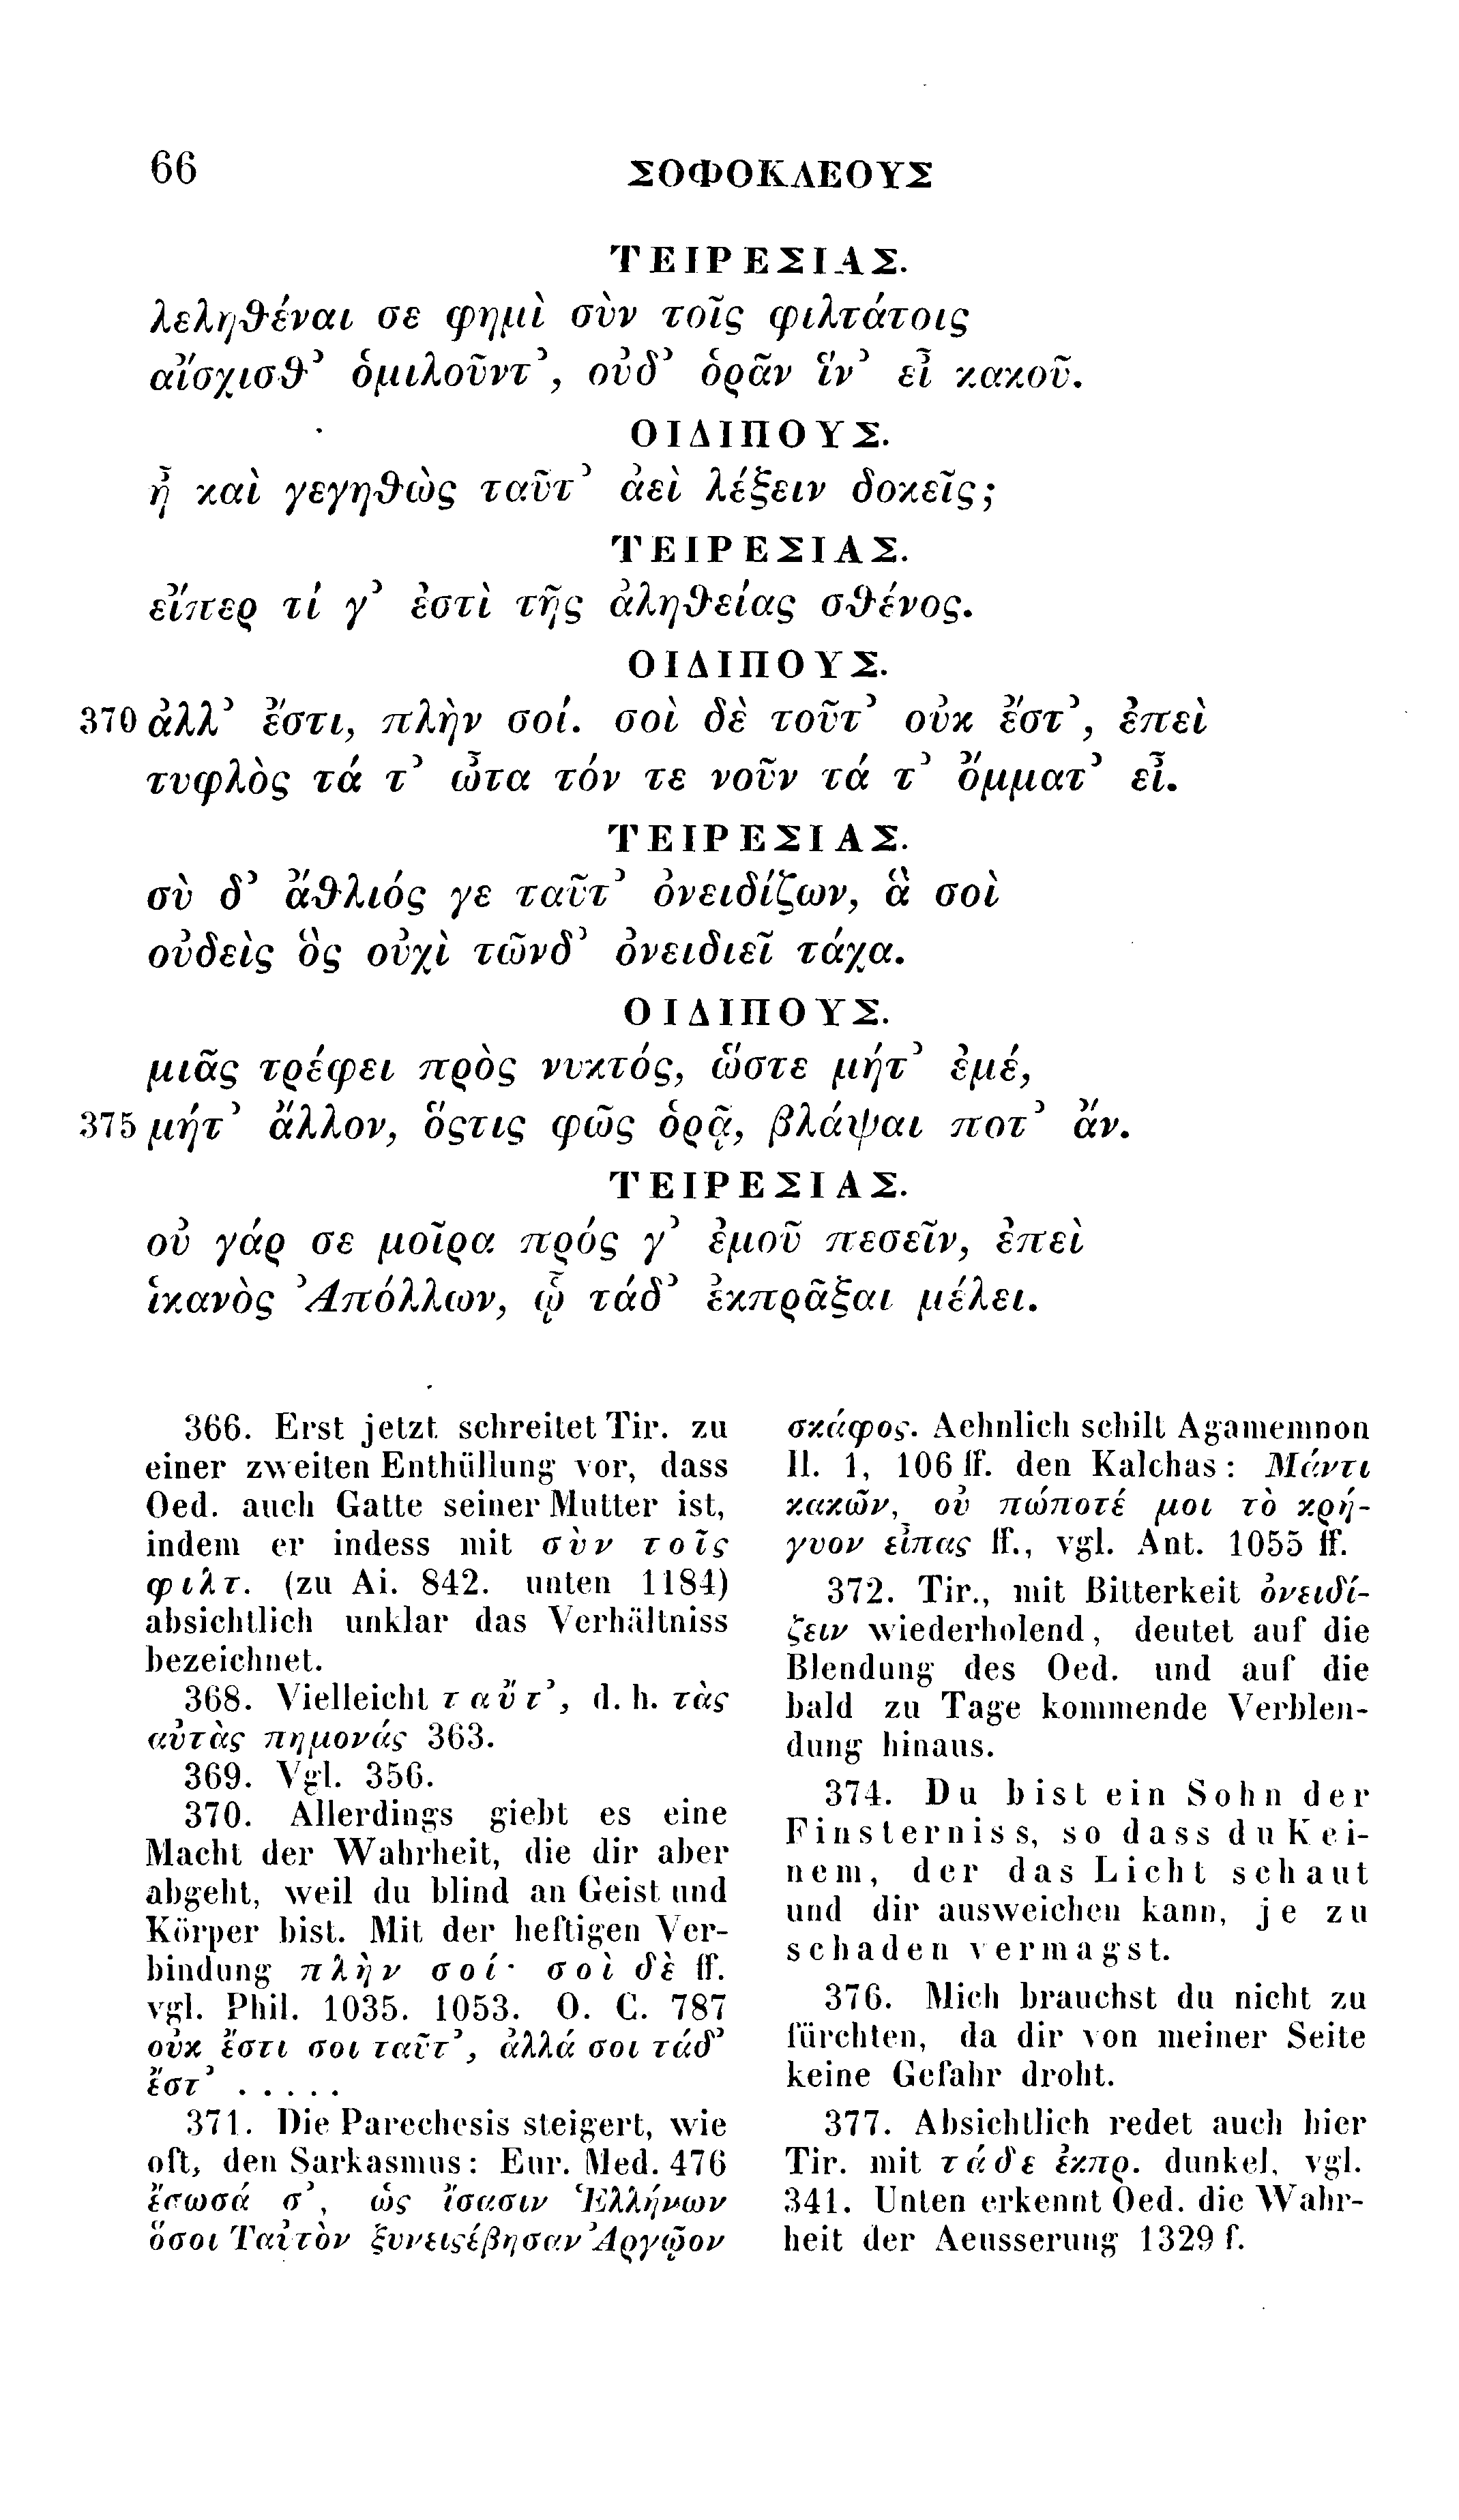 66
ΣΟΦΟΚΛΕΟΥΣ
ΤΕΙΡΕΣΙΑΣ.
λεληθέναι σε φημὶ σὺν τοῖς φιλτάτοις
αἴσχισθ’ ὁμιλοῦντ’, οὐδ’ ὁρᾶν ἵν’ εἶ κακοῦ.
ΟΙΔΙΠΟΥΣ.
ἦ καὶ γεγηθὼς ταῦτ’ ἀεὶ λέξειν δοκεῖς;
ΤΕΙΡΕΣΙΑΣ.
εἴπερ τί γ’ ἐστὶ τῆς ἀληθείας σθένος.
ΟΙΔΙΠΟΥΣ.
370 ἀλλ’ ἔστι, πλὴν σοί. σοὶ δὲ τοῦτ’ οὐκ ἔστ’, ἐπεὶ
τυφλὸς τά τ’ ὦτα τόν τε νοῦν τά τ’ ὄμματ’ εἶ.
ΤΕΙΡΕΣΙΑΣ.
σὺ δ’ ἄθλιός γε ταῦτ’ ὀνειδίζων, ἃ σοὶ
οὐδεὶς ὃς οὐχὶ τῶνδ’ ὀνειδιεῖ τάχα.
ΟΙΔΙΠΟΥΣ.
μιᾶς τρέφει πρὸς νυκτός, ὥστε μήτ’ ἐμέ,
375 μήτ’ ἄλλον, ὅςτις φῶς ὁρᾷ, βλάψαι ποτ’ ἄν.
ΤΕΙΡΕΣΙΑΣ.
οὐ γάρ σε μοῖρα πρός γ’ ἐμοῦ πεσεῖν, ἐπεὶ
ἱκανὸς Ἀπόλλων, ᾧ τάδ’ ἐκπρᾶξαι μέλει.
366. Erst jetzt schreitet Tir. zu
einer zweiten Enthüllung vor, dass
Oed. auch Gatte seiner Mutter ist,
indem er indess mit σὺν τοῖς
φιλτ. (zu Ai. 842. unten 1184)
absichtlich unklar das Verhältniss
bezeichnet.
368. Vielleicht ταὔτ’, d. h. τὰς
αὐτὰς πημονάς 363.
369. Vgl. 356.
370. Allerdings giebt es eine
Macht der Wahrheit, die dir aber
abgeht, weil du blind an Geist und
Körper bist. Mit der heftigen Ver-
bindung πλὴν σοί· σοὶ δὲ ff.
vgl. Phil. 1035. 1053. O. C. 787
οὐκ ἔστι σοι ταῦτ’, ἀλλά σοι τάδ’
ἔστ’ . . . . .
371. Die Parechesis steigert, wie
oft, den Sarkasmus: Eur. Med. 476
ἔσωσά σ’, ὡς ἴσασιν Ἑλλήνων
ὅσοι Ταὐτὸν ξυνειςέβησαν Ἀργῷον
σκάφος. Aehnlich schilt Agamemnon
Il. 1, 106 ff. den Kalchas: Μάντι
κακῶν, οὐ πώποτέ μοι τὸ κρή-
γυον εἶπας ff., vgl. Ant. 1055 ff.
372. Tir., mit Bitterkeit ὀνειδί-
ζειν wiederholend, deutet auf die
Blendung des Oed. und auf die
bald zu Tage kommende Verblen-
dung hinaus.
374. Du bist ein Sohn der
Finsterniss, so dass du Kei-
nem, der das Licht schaut
und dir ausweichen kann, je zu
schaden vermagst.
376. Mich brauchst du nicht zu
fürchten, da dir von meiner Seite
keine Gefahr droht.
377. Absichtlich redet auch hier
Tir. mit τάδε ἐκπρ. dunkel, vgl.
341. Unten erkennt Oed. die Wahr-
heit der Aeusserung 1329 f.